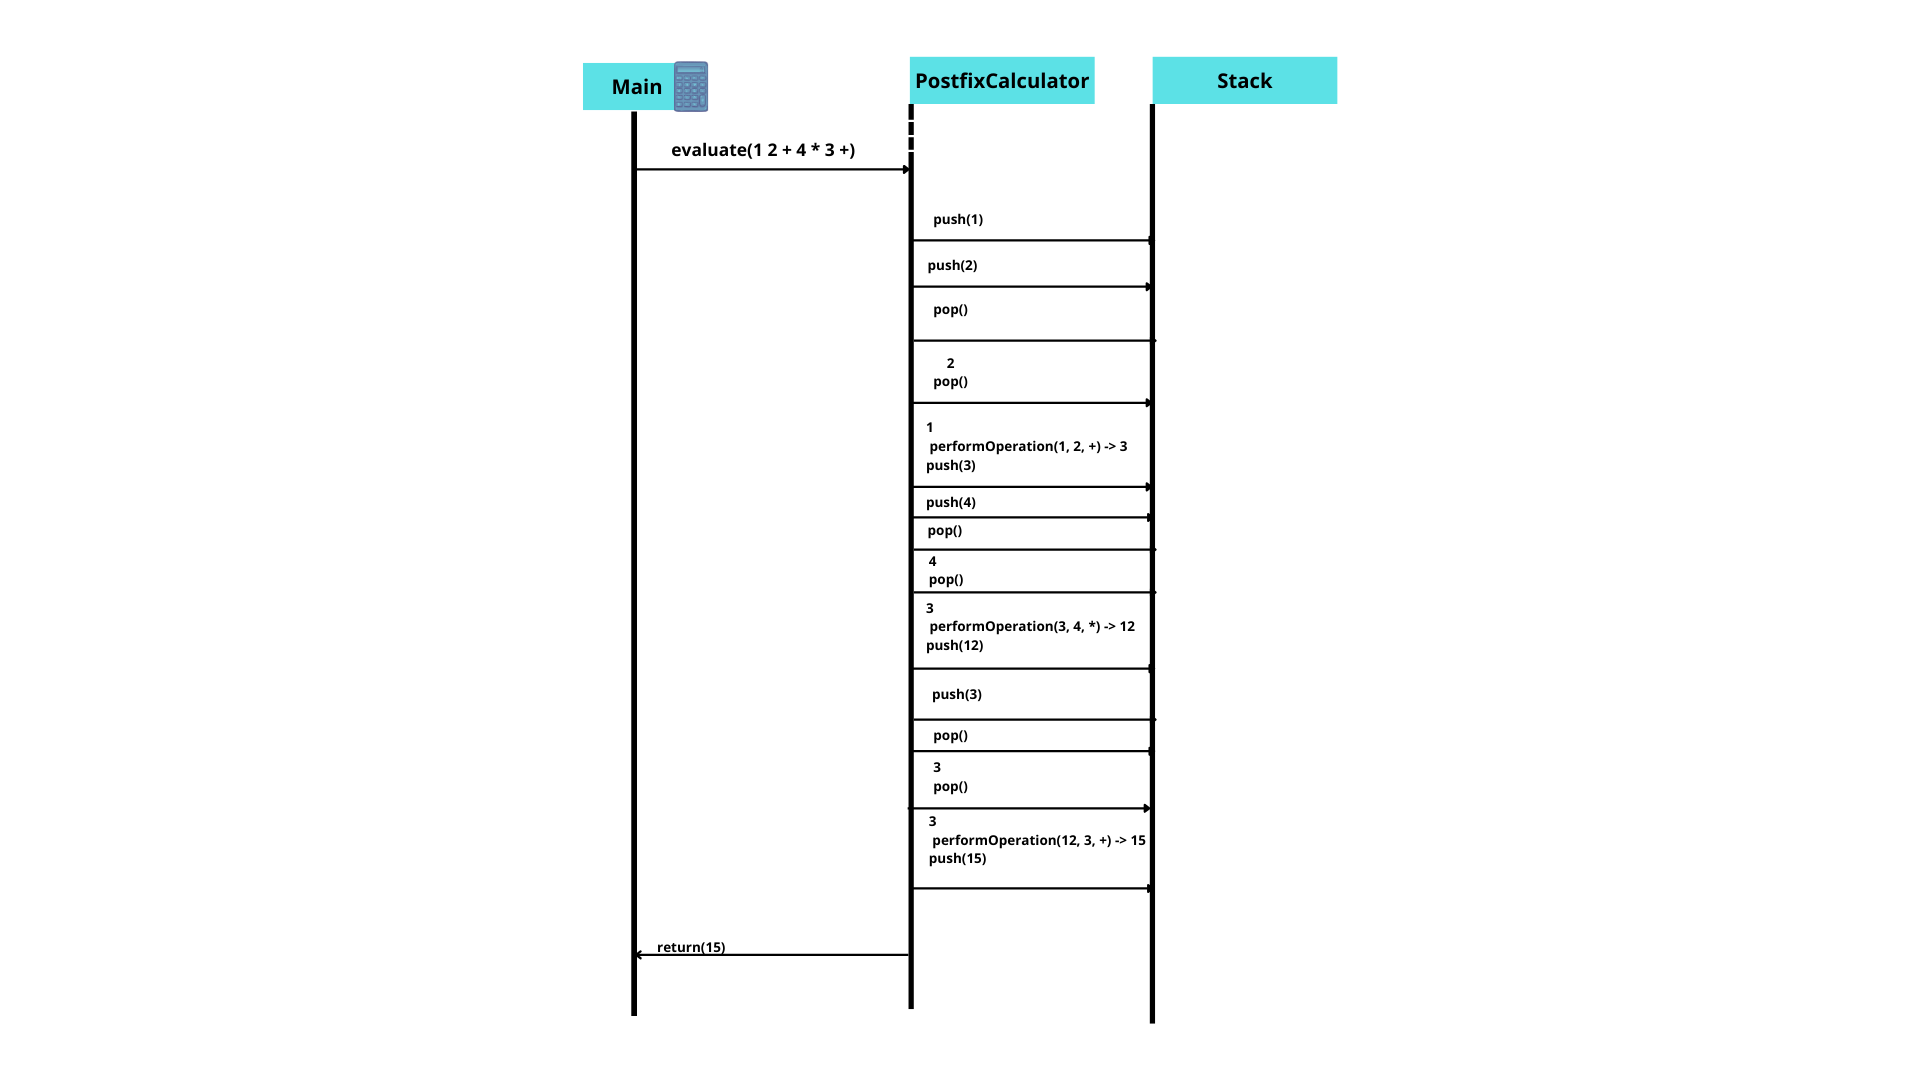 Main
PostfixCalculator
Stack
evaluate(1 2 + 4 * 3 +)
push(1)
push(2)
pop()
2
pop()
1
performOperation(1, 2, +) -> 3
push(3)
push(4)
pop()
4
pop()
3
performOperation(3, 4, *) -> 12
push(12)
push(3)
pop()
3
pop()
3
performOperation(12, 3, +) -> 15
push(15)
return(15)